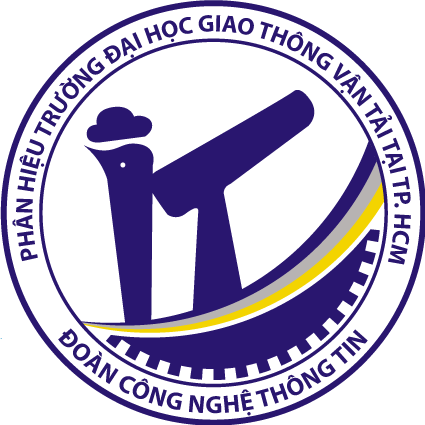 PHÂN HIỆU TRƯỜNG ĐẠI HỌC GIAO THÔNG VẬN TẢI TẠI TP. HCM
ĐOÀN CÔNG NGHỆ THÔNG TIN